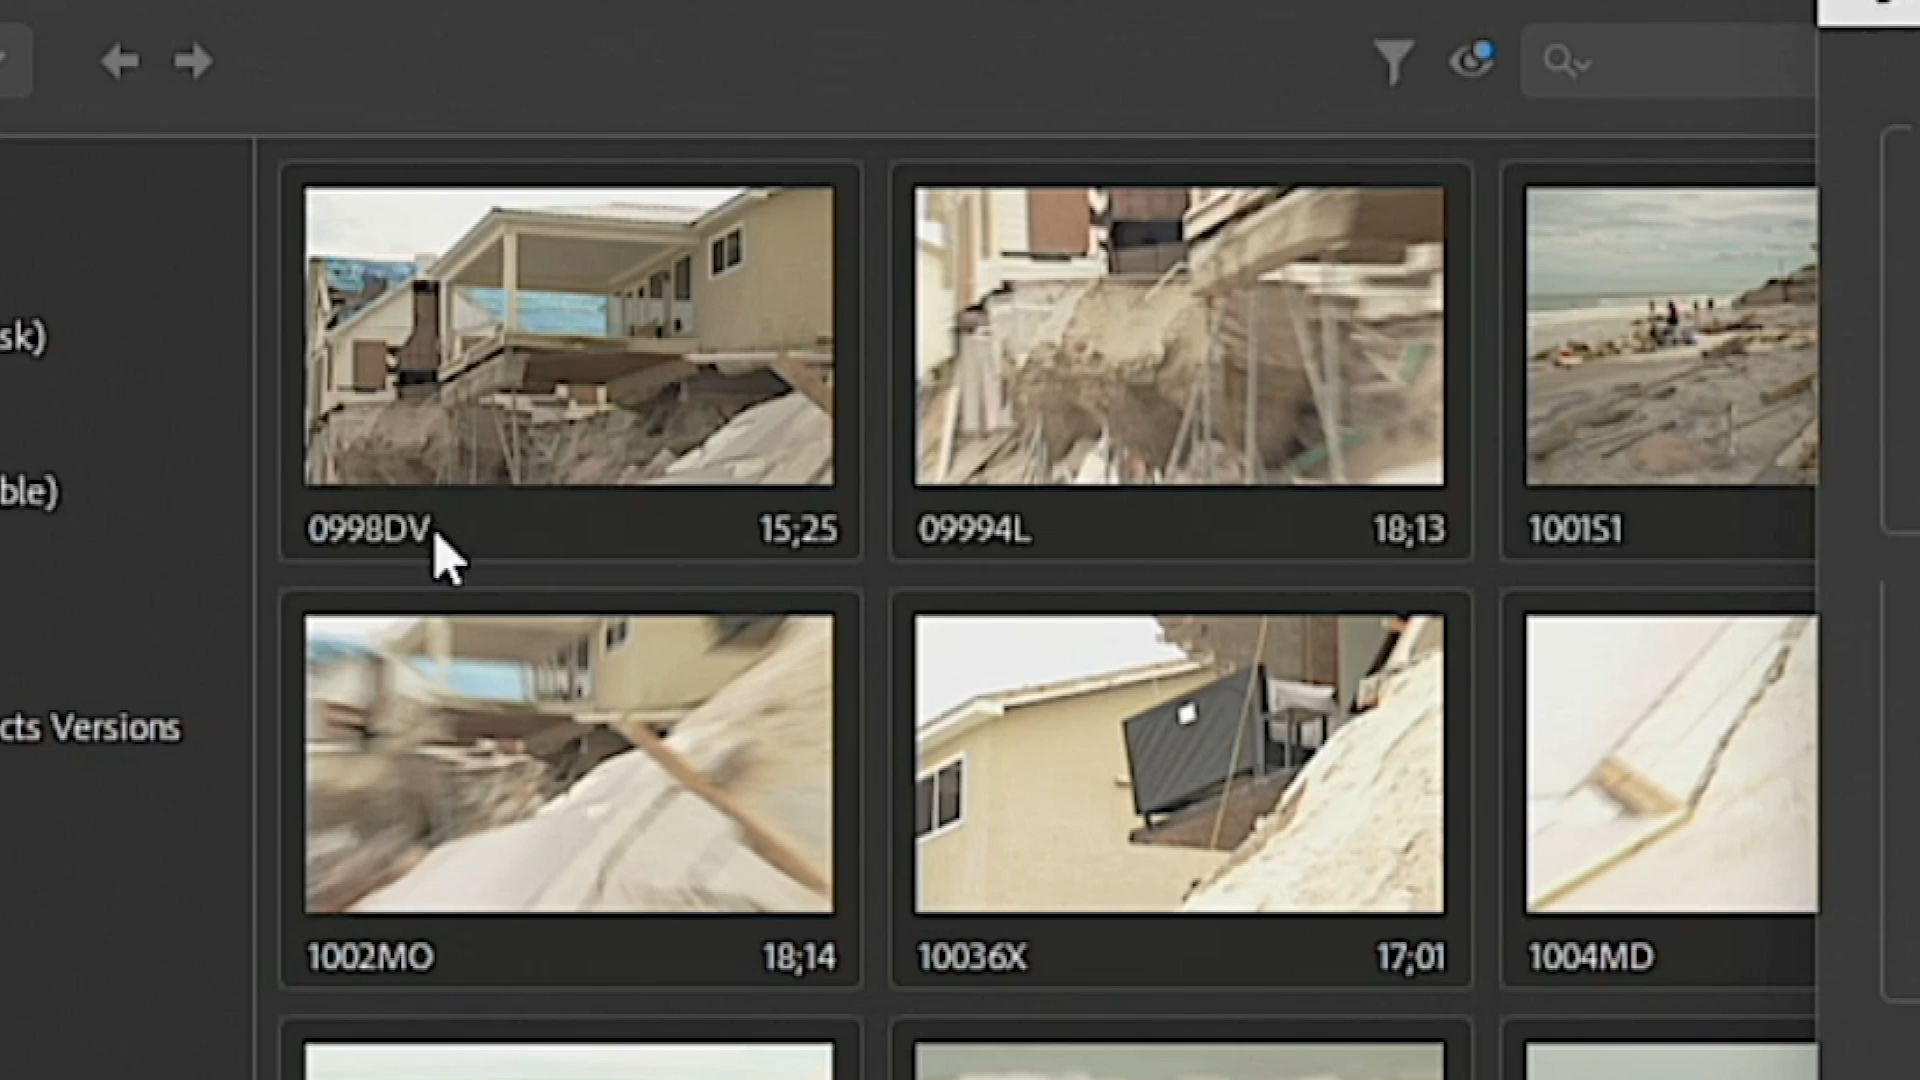 sk)
ble)
cts Versions
0998DV 15;25
09994L 18;13
1001S1
1002MO 18;14
10036X 17;01
1004MD